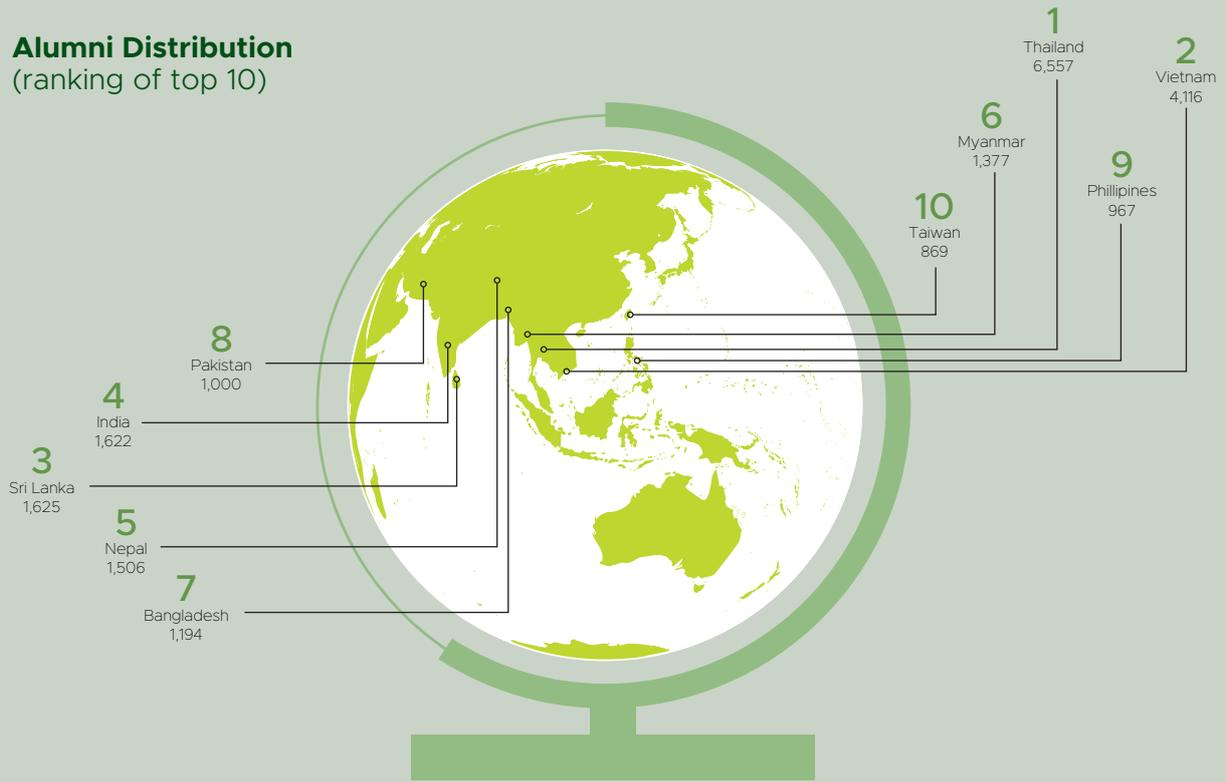 Alumni Distribution
(ranking of top 10)
1
Thailand
6,557
2
Vietnam
4,116
6
Myanmar
1,377
9
Phillipines
967
10
Taiwan
869
8
Pakistan
1,000
4
India
1,622
3
Sri Lanka
1,625
5
Nepal
1,506
7
Bangladesh
1,194